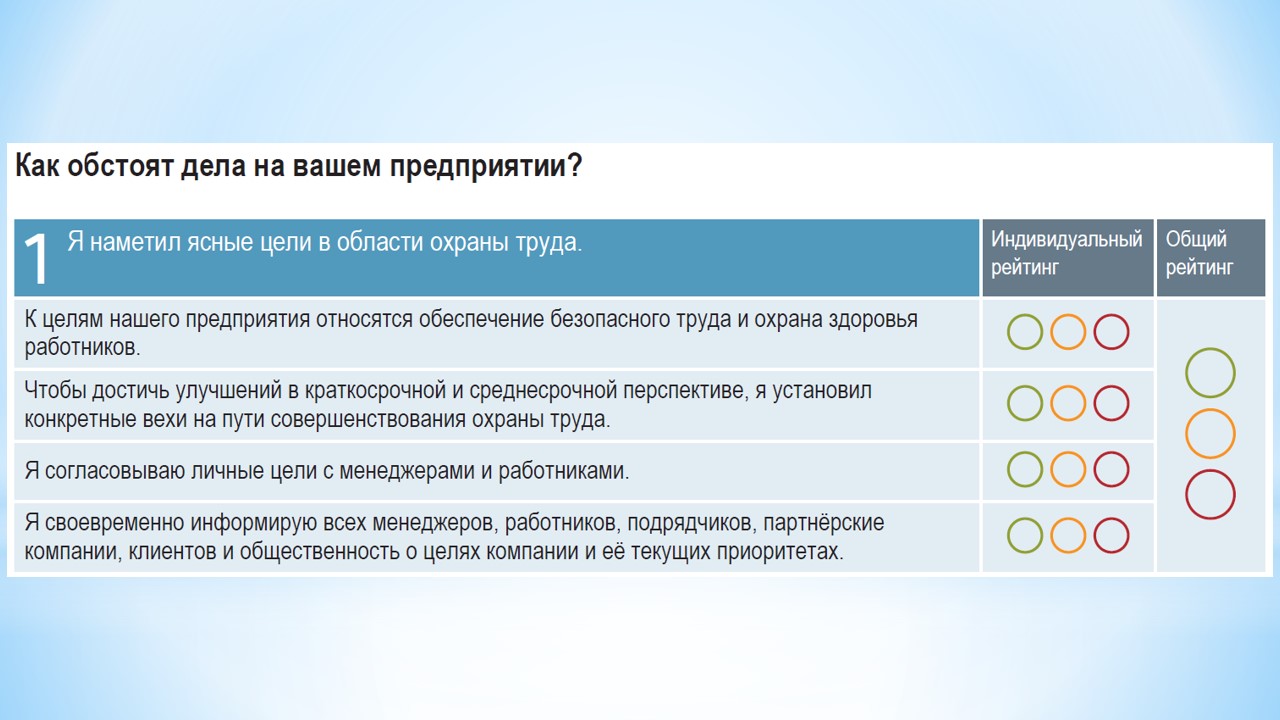 Как обстоят дела на вашем предприятии?
1 Я наметил ясные цели в области охраны труда.
Индивидуальный
рейтинг
Общий
рейтинг
К целям нашего предприятия относятся обеспечение безопасного труда и охрана здоровья
работников.
Чтобы достичь улучшений в краткосрочной и среднесрочной перспективе, я установил
конкретные вехи на пути совершенствования охраны труда.
Я согласовываю личные цели с менеджерами и работниками.
Я своевременно информирую всех менеджеров, работников, подрядчиков, партнёрские
компании, клиентов и общественность о целях компании и её текущих приоритетах.